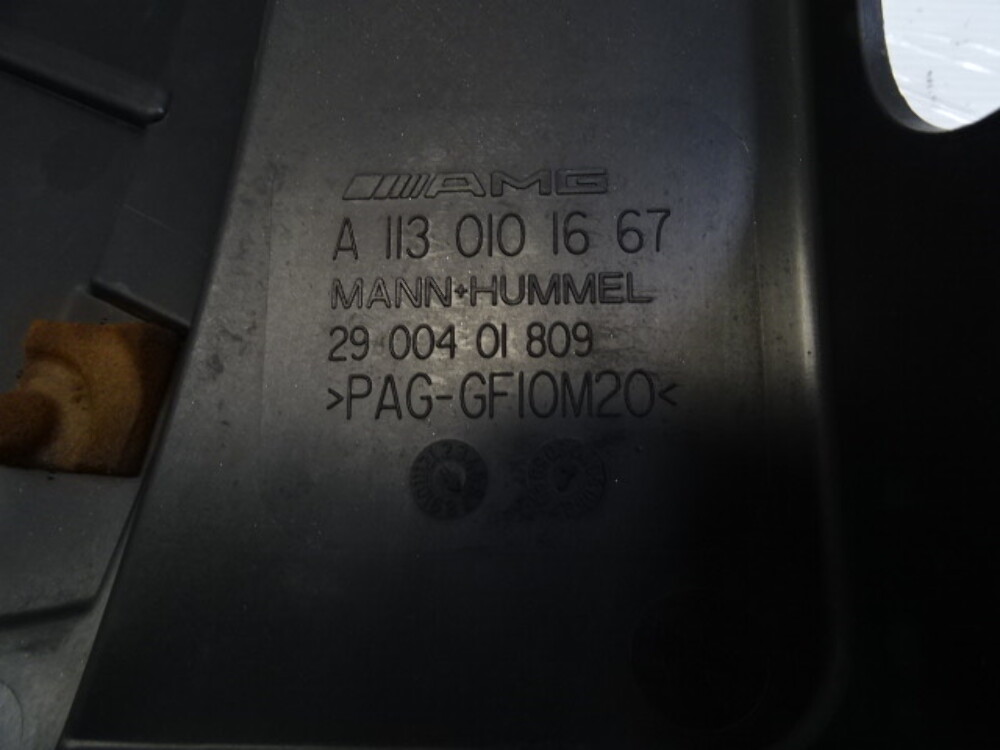 AMG
A 113 010 16 67
MANN+HUMMEL
29 004 01 809
>PAG-GF10M20<